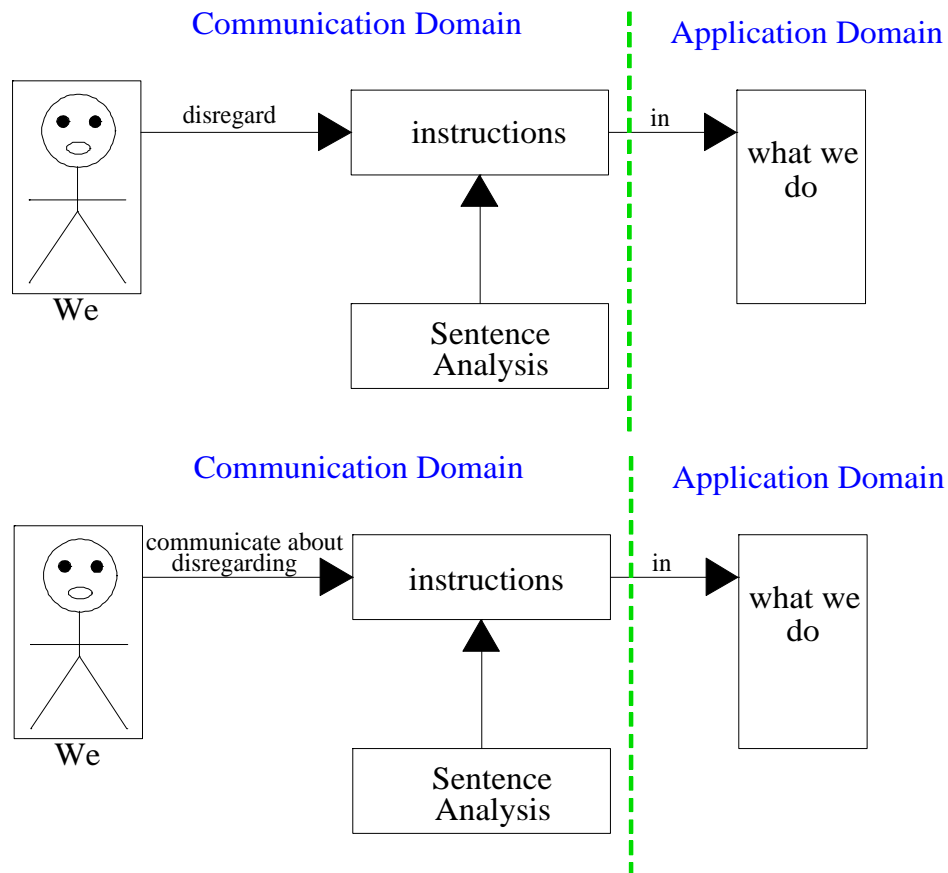 Communication Domain
Application Domain
disregard
instructions
in
what we
do
We
Sentence
Analysis
Communication Domain
Application Domain
communicate about
disregarding
instructions
in
what we
do
We
Sentence
Analysis